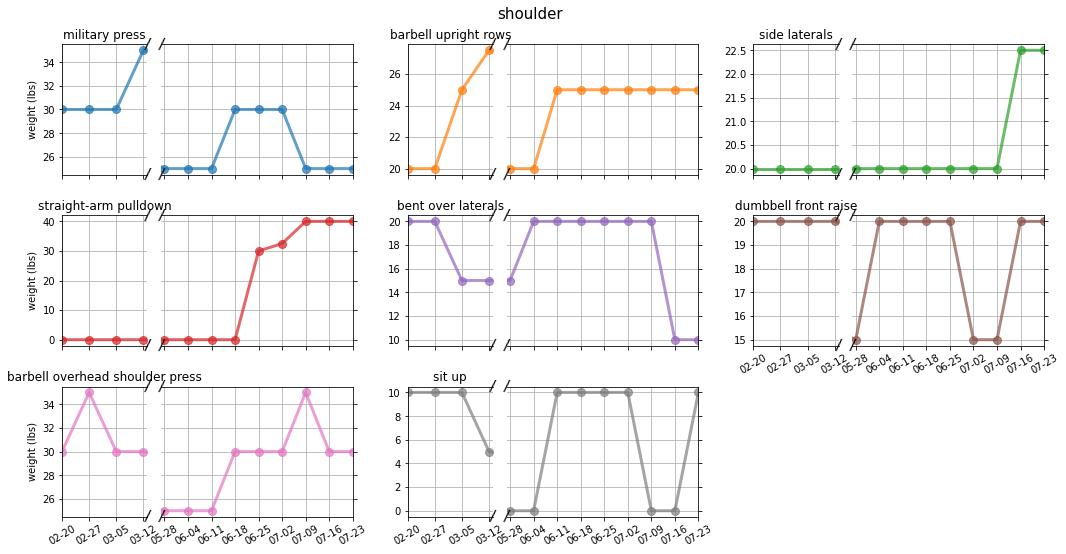 shoulder
military press
barbell upright rows
side laterals
weight (lbs)
34
32
30
28
26
26
24
22
20
22.5
22.0
21.5
21.0
20.5
20.0
straight-arm pulldown
bent over laterals
dumbbell front raise
weight (lbs)
40
30
20
10
0
20
18
16
14
12
10
20
19
18
17
16
15
02-20 02-27 03-05 03-12 05-28 06-04 06-11 06-18 06-25 07-02 07-09 07-16 07-23
barbell overhead shoulder press
sit up
weight (lbs)
34
32
30
28
26
10
8
6
4
2
0
02-20 02-27 03-05 03-12 05-28 06-04 06-11 06-18 06-25 07-02 07-09 07-16 07-23
02-20 02-27 03-05 03-12 05-28 06-04 06-11 06-18 06-25 07-02 07-09 07-16 07-23